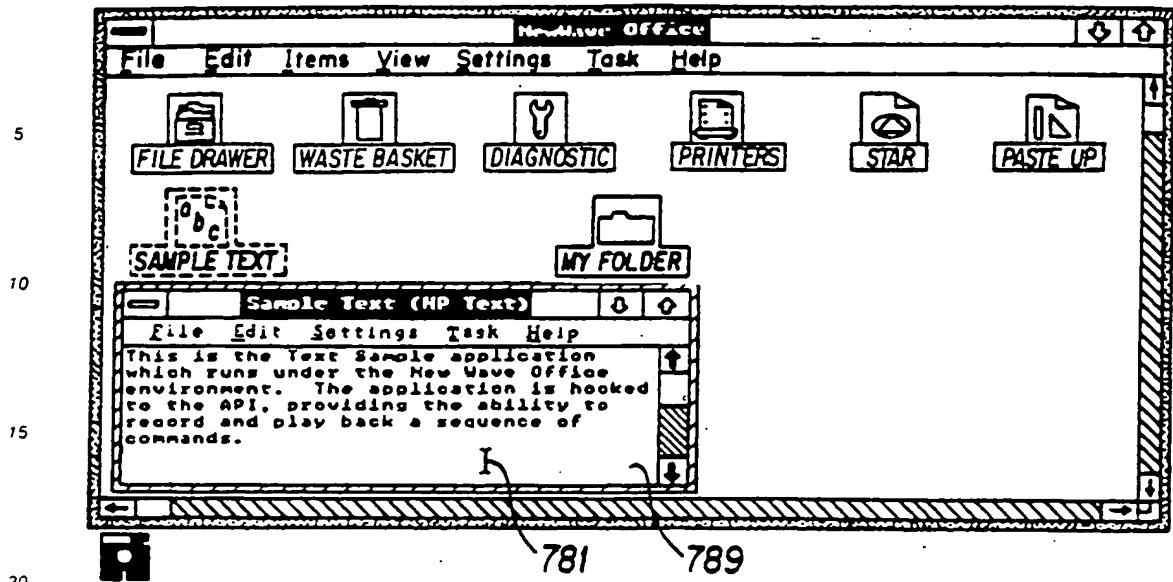 NewWave Office
File Edit Items View Settings Task Help
5
FILE DRAWER WASTE BASKET DIAGNOSTIC PRINTERS STAR PASTE UP
abc
SAMPLE TEXT MY FOLDER
10
Sample Text (HP Text)
File Edit Settings Task Help
This is the Text Sample application
which runs under the New Wave Office
environment. The application is hooked
to the API, providing the ability to
record and play back a sequence of
15
commands.
781 789
20